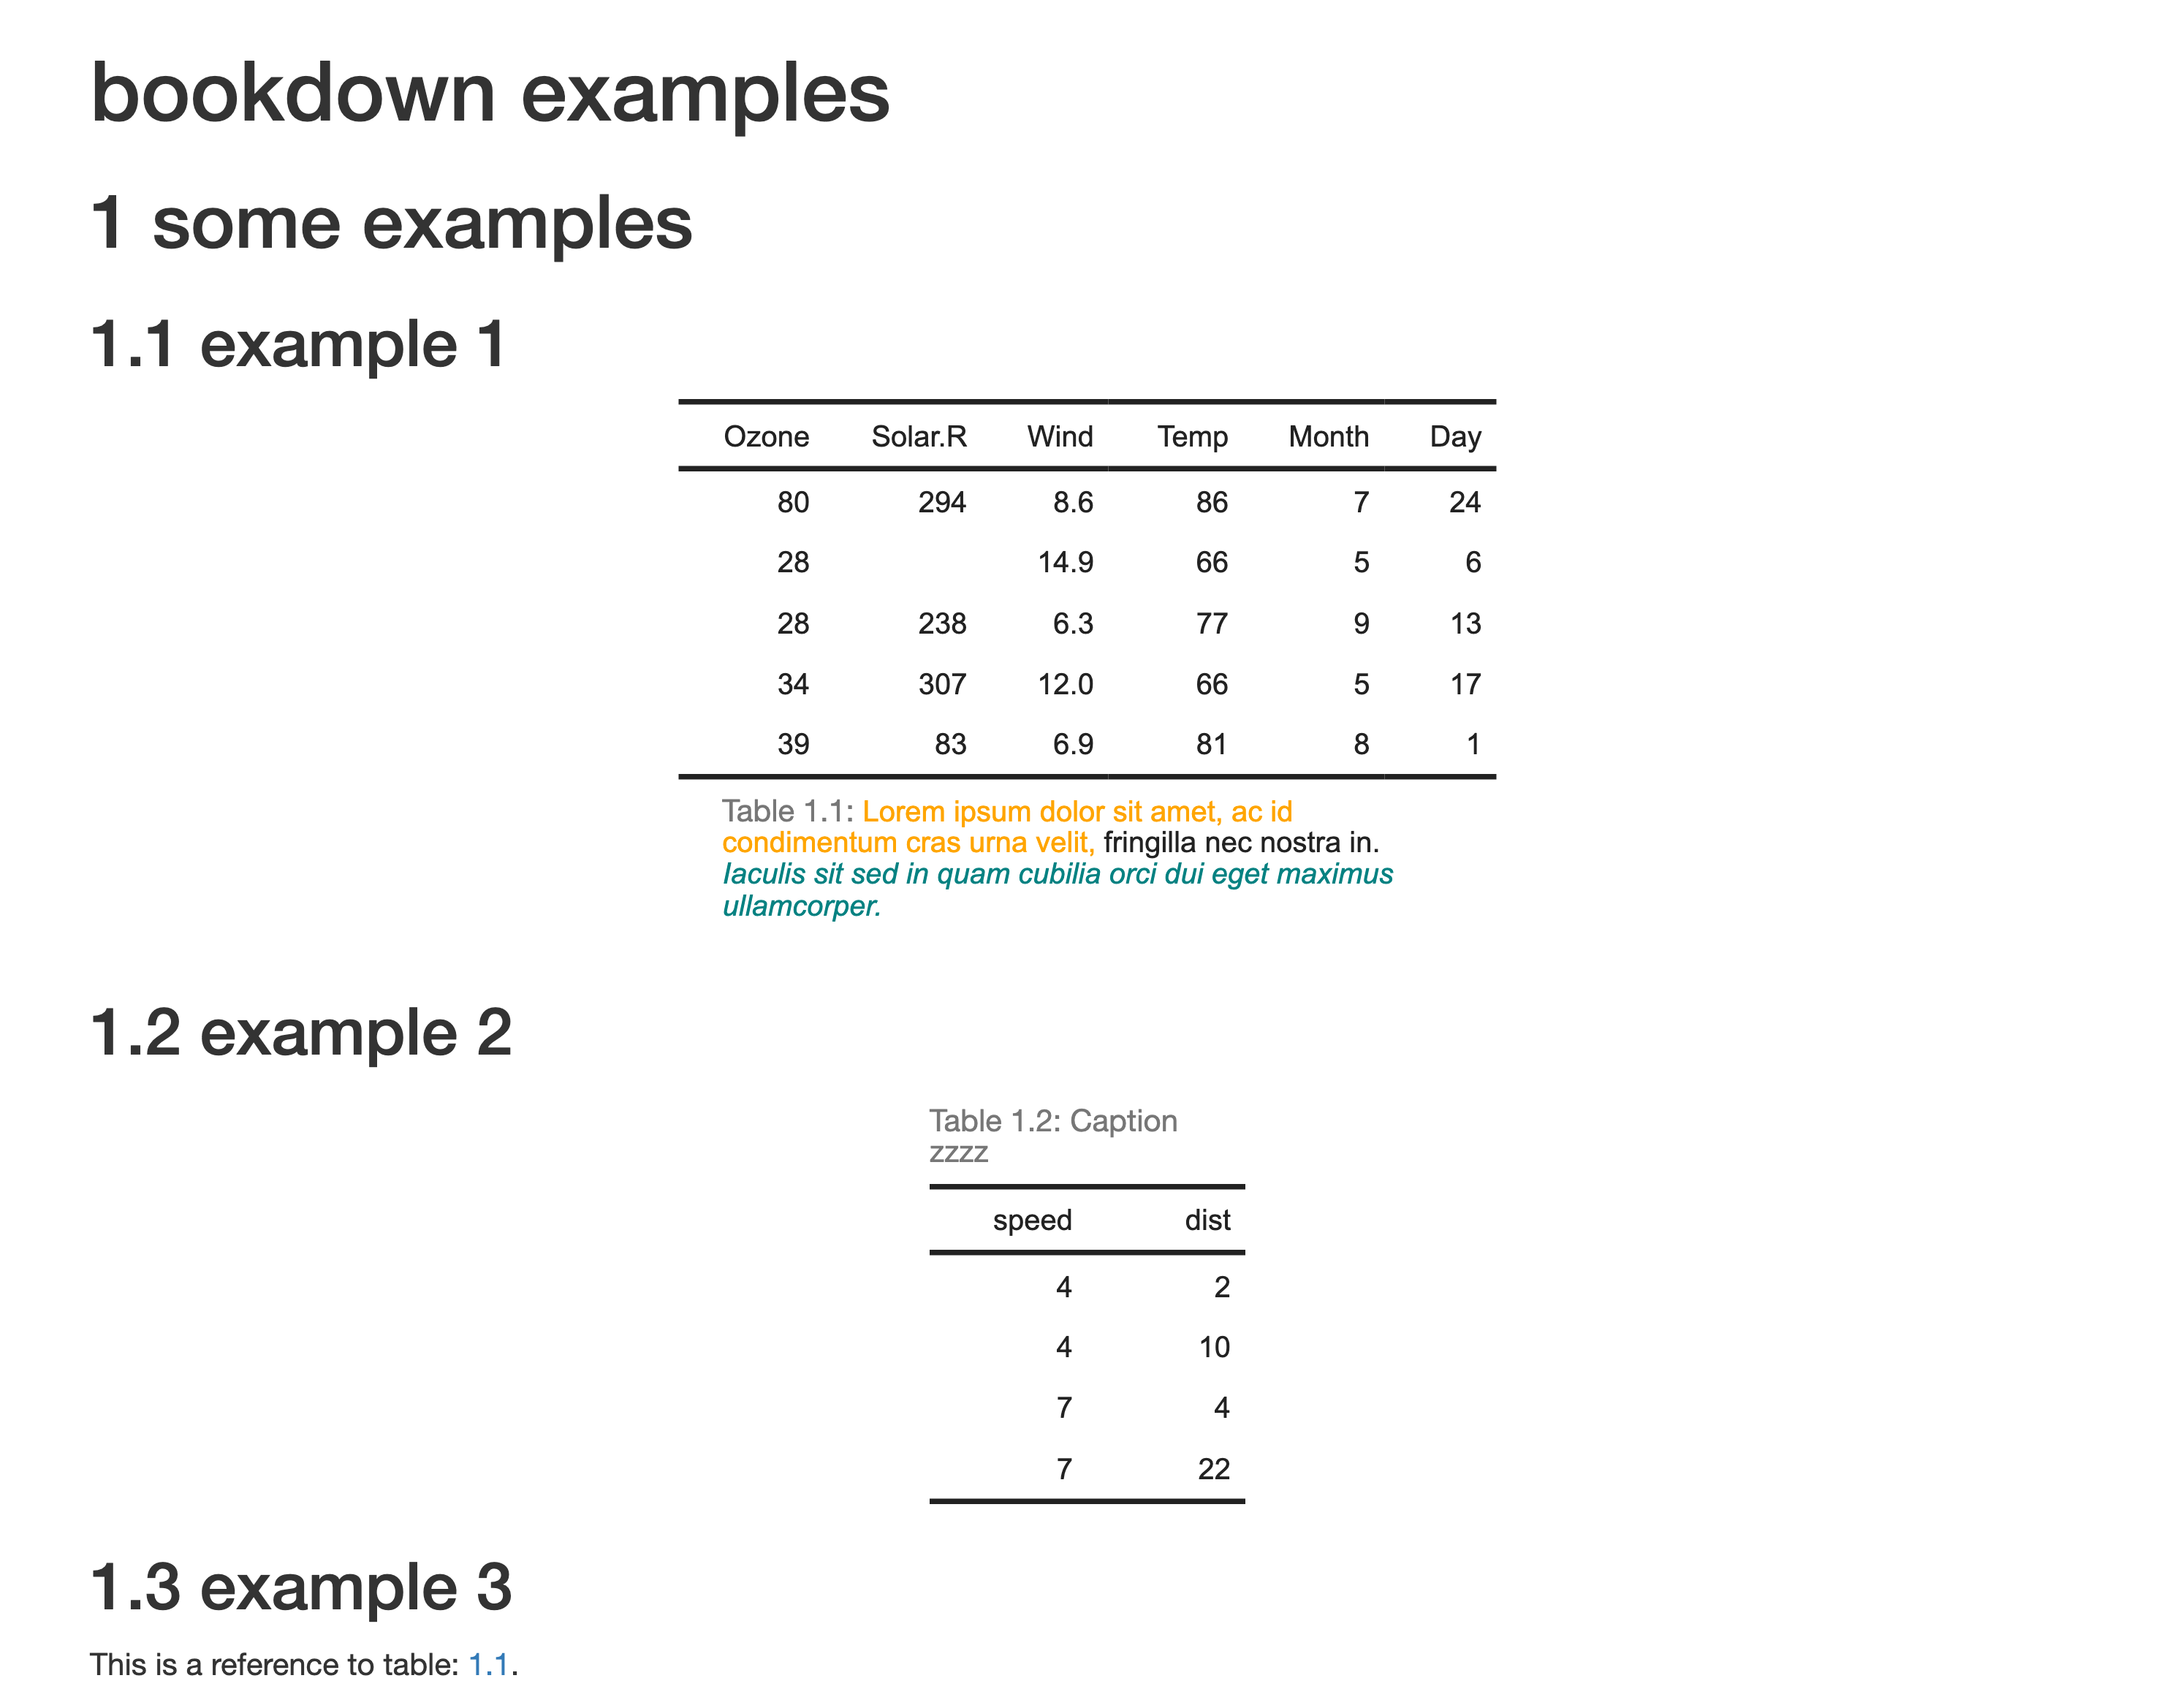 bookdown examples
1 some examples
1.1 example 1
Ozone Solar.R Wind Temp Month Day
80 294 8.6 86 7 24
28 14.9 66 5 6
28 238 6.3 77 9 13
34 307 12.0 66 5 17
39 83 6.9 81 8 1
Table 1.1: Lorem ipsum dolor sit amet, ac id
condimentum cras urna velit, fringilla nec nostra in.
Iaculis sit sed in quam cubilia orci dui eget maximus
ullamcorper.
1.2 example 2
Table 1.2: Caption
zzzz
speed dist
4 2
4 10
7 4
7 22
1.3 example 3
This is a reference to table: 1.1.